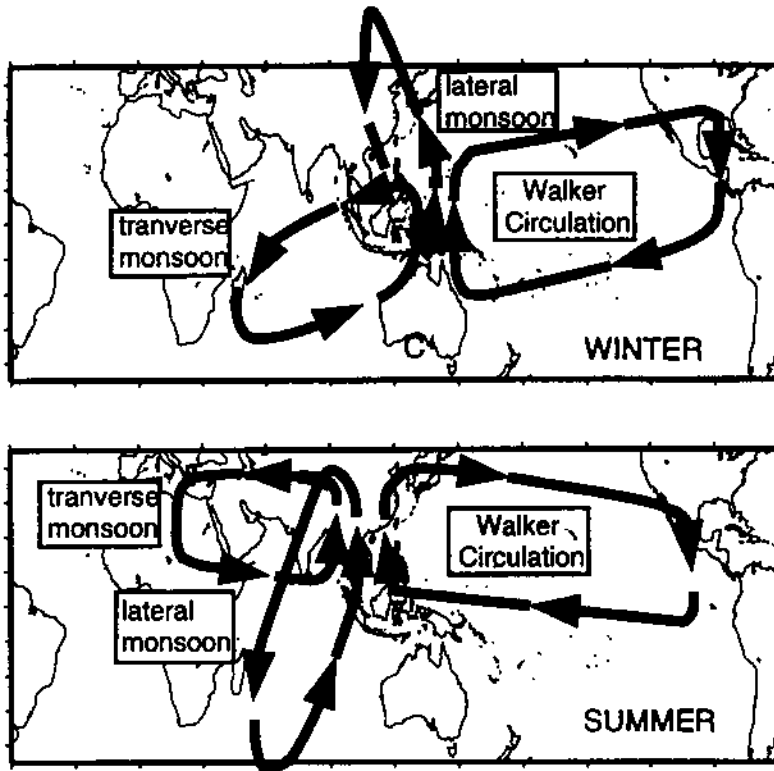 lateral
monsoon
tranverse
monsoon
Walker
Circulation
C
WINTER
tranverse
monsoon
Walker
Circulation
lateral
monsoon
SUMMER